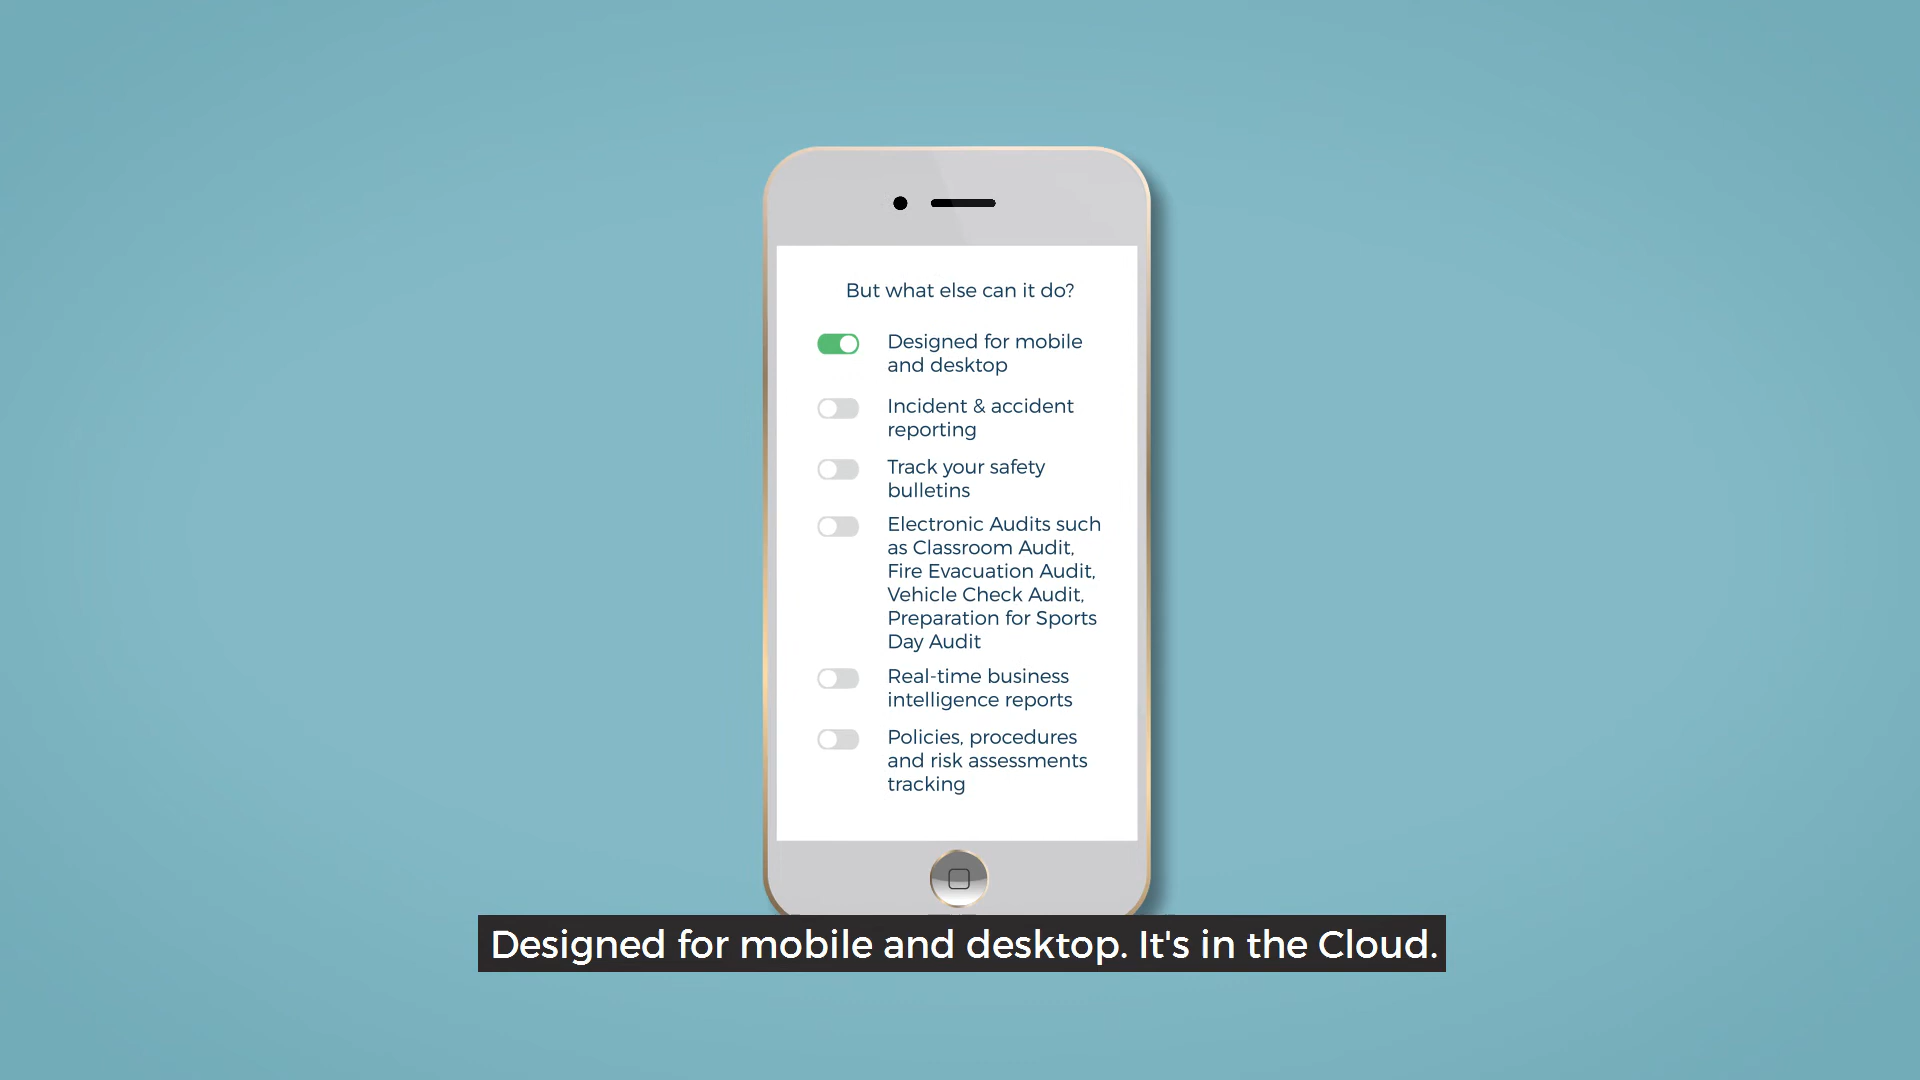 But what else can it do?
Designed for mobile
and desktop
Incident & accident
reporting
Track your safety
bulletins
Electronic Audits such
as Classroom Audit,
Fire Evacuation Audit,
Vehicle Check Audit,
Preparation for Sports
Day Audit
Real-time business
intelligence reports
Policies, procedures
and risk assessments
tracking
Designed for mobile and desktop. It's in the Cloud.